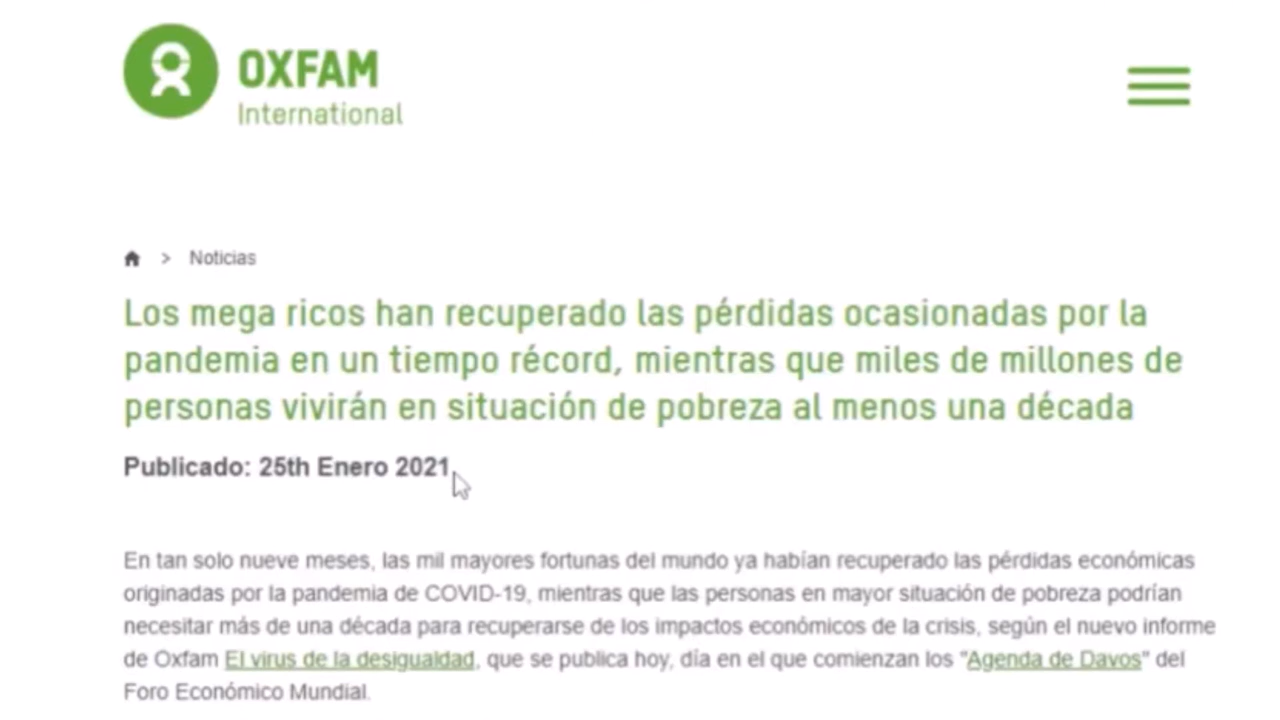 OXFAM
International
> Noticias
Los mega ricos han recuperado las pérdidas ocasionadas por la
pandemia en un tiempo récord, mientras que miles de millones de
personas vivirán en situación de pobreza al menos una década
Publicado: 25th Enero 2021
En tan solo nueve meses, las mil mayores fortunas del mundo ya habían recuperado las pérdidas económicas
originadas por la pandemia de COVID-19, mientras que las personas en mayor situación de pobreza podrían
necesitar más de una década para recuperarse de los impactos económicos de la crisis, según el nuevo informe
de Oxfam El virus de la desigualdad, que se publica hoy, día en el que comienzan los "Agenda de Davos" del
Foro Económico Mundial.